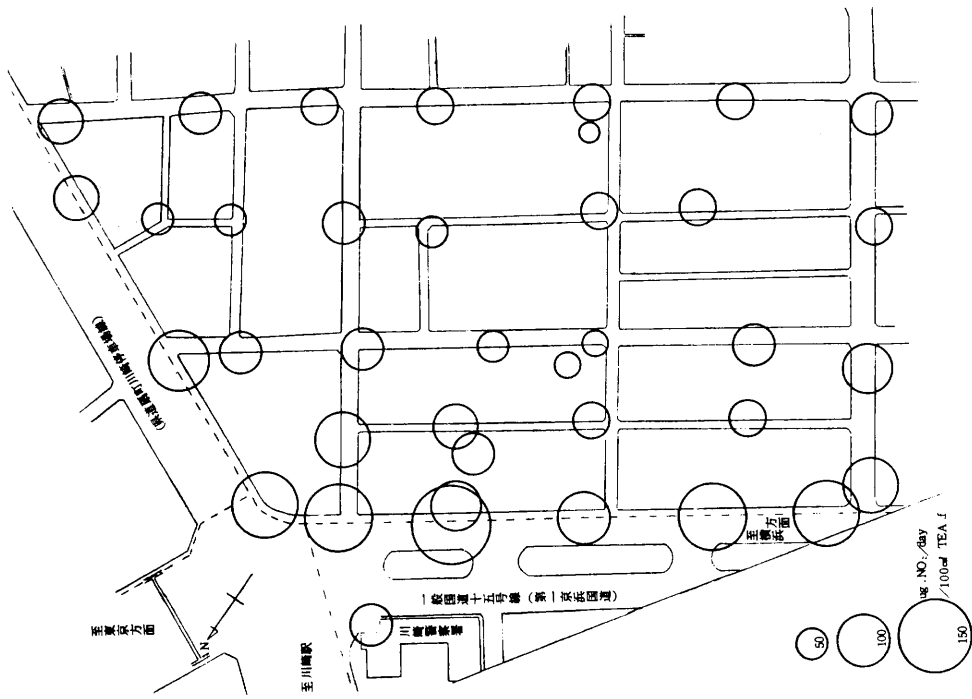 (県道扇町川崎停車場線)
至東京方面
N
至川崎駅
一般国道十五号線(第一京浜国道)
川崎警察署
至横浜
方面
50
100
150
μg.NO₂/day
/100㎠ TEA.f